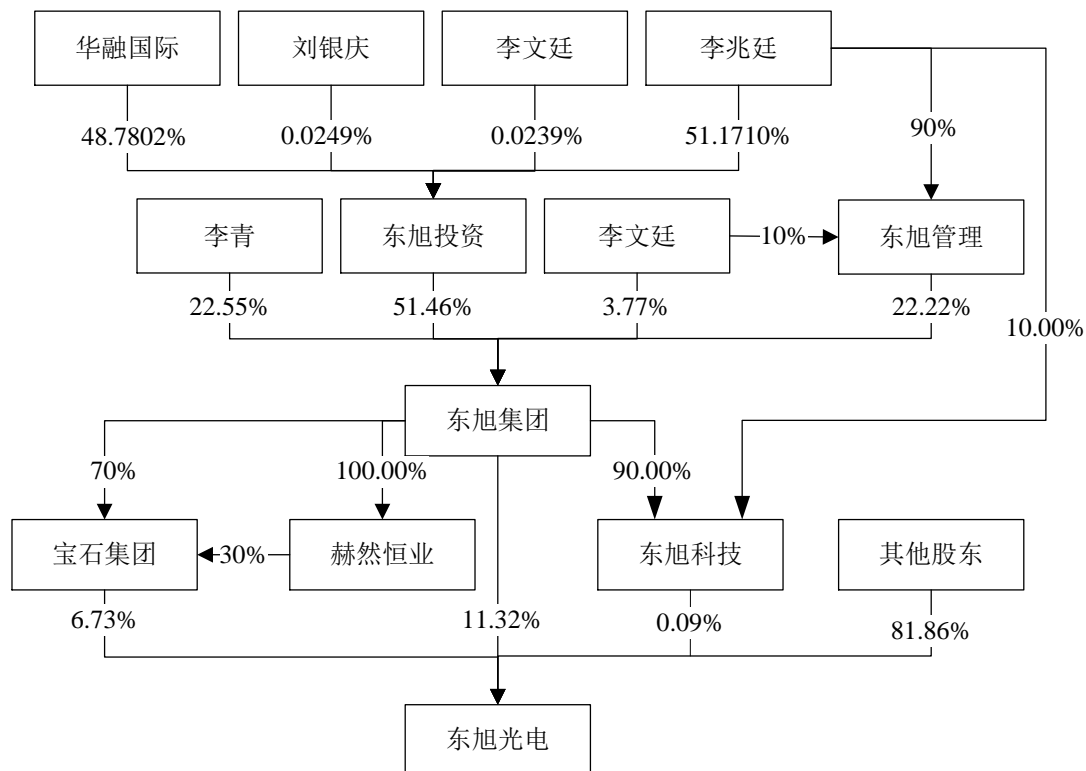 华融国际
刘银庆
李文廷
李兆廷
48.7802%
0.0249%
0.0239%
51.1710%
90%
李青
东旭投资
李文廷
10%
东旭管理
22.55%
51.46%
3.77%
22.22%
10.00%
东旭集团
70%
100.00%
90.00%
宝石集团
30%
赫然恒业
东旭科技
其他股东
6.73%
11.32%
0.09%
81.86%
东旭光电